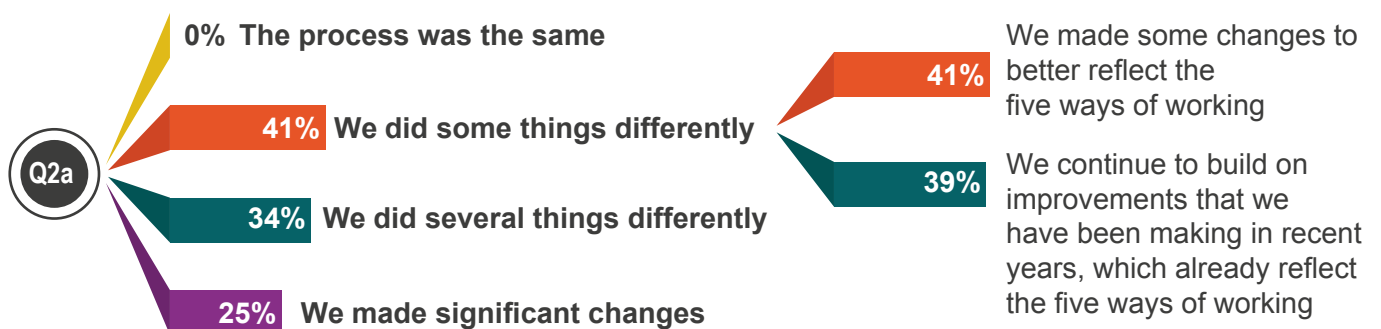 Q2a
0% The process was the same
41% We did some things differently
34% We did several things differently
25% We made significant changes
41%
We made some changes to
better reflect the
five ways of working
39%
We continue to build on
improvements that we
have been making in recent
years, which already reflect
the five ways of working